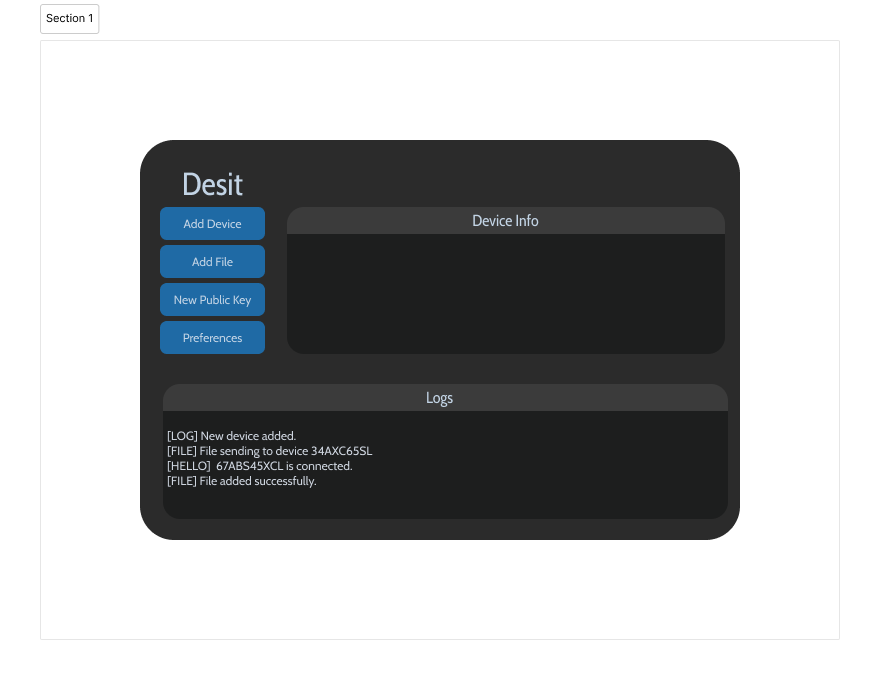 Section 1
Desit
Add Device
Add File
New Public Key
Preferences
Device Info
Logs
[LOG] New device added.
[FILE] File sending to device 34AXC65SL
[HELLO]  67ABS45XCL is connected.
[FILE] File added successfully.